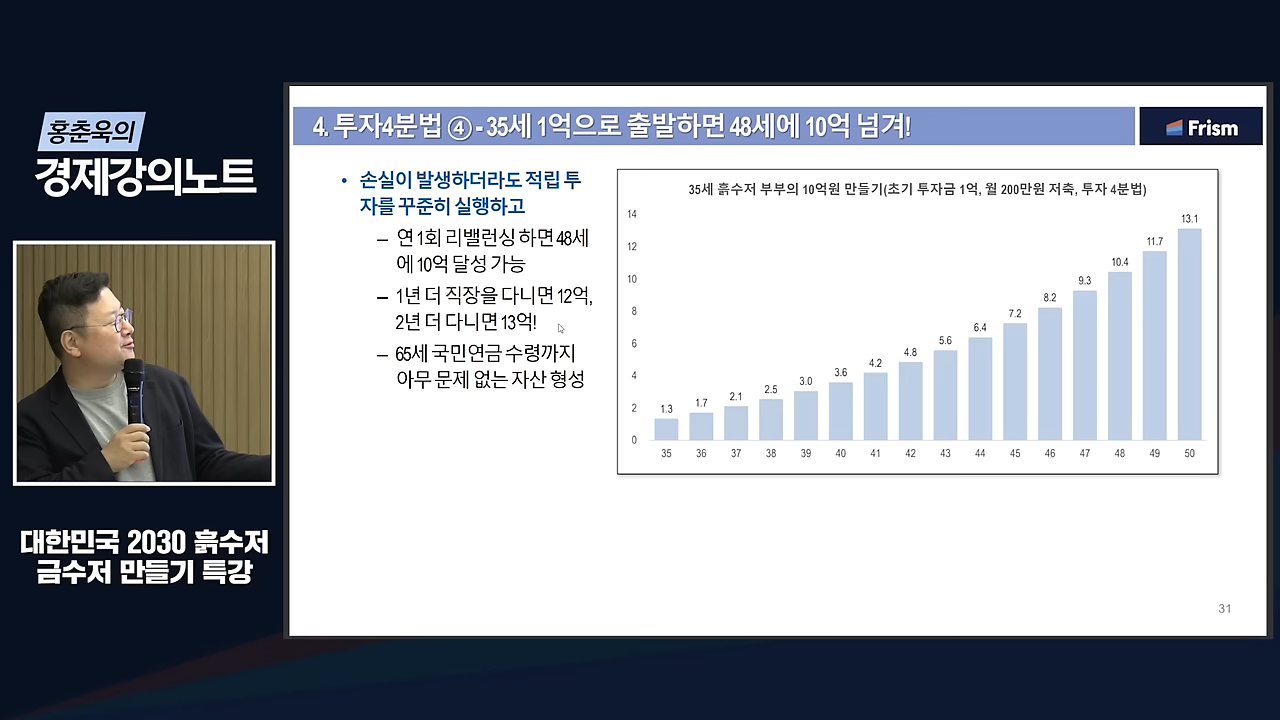 홍춘욱의
경제강의노트
대한민국 2030 흙수저
금수저 만들기 특강
4. 투자4분법 ④ - 35세 1억으로 출발하면 48세에 10억 넘겨!
Frism
• 손실이 발생하더라도 적립 투
자를 꾸준히 실행하고
– 연 1회 리밸런싱 하면 48세
에 10억 달성 가능
– 1년 더 직장을 다니면 12억,
2년 더 다니면 13억!
– 65세 국민연금 수령까지
아무 문제 없는 자산 형성
35세 흙수저 부부의 10억원 만들기(초기 투자금 1억, 월 200만원 저축, 투자 4분법)
14
12
10
8
6
4
2
0
1.3 1.7 2.1 2.5 3.0 3.6 4.2 4.8 5.6 6.4 7.2 8.2 9.3 10.4 11.7 13.1
35 36 37 38 39 40 41 42 43 44 45 46 47 48 49 50
31